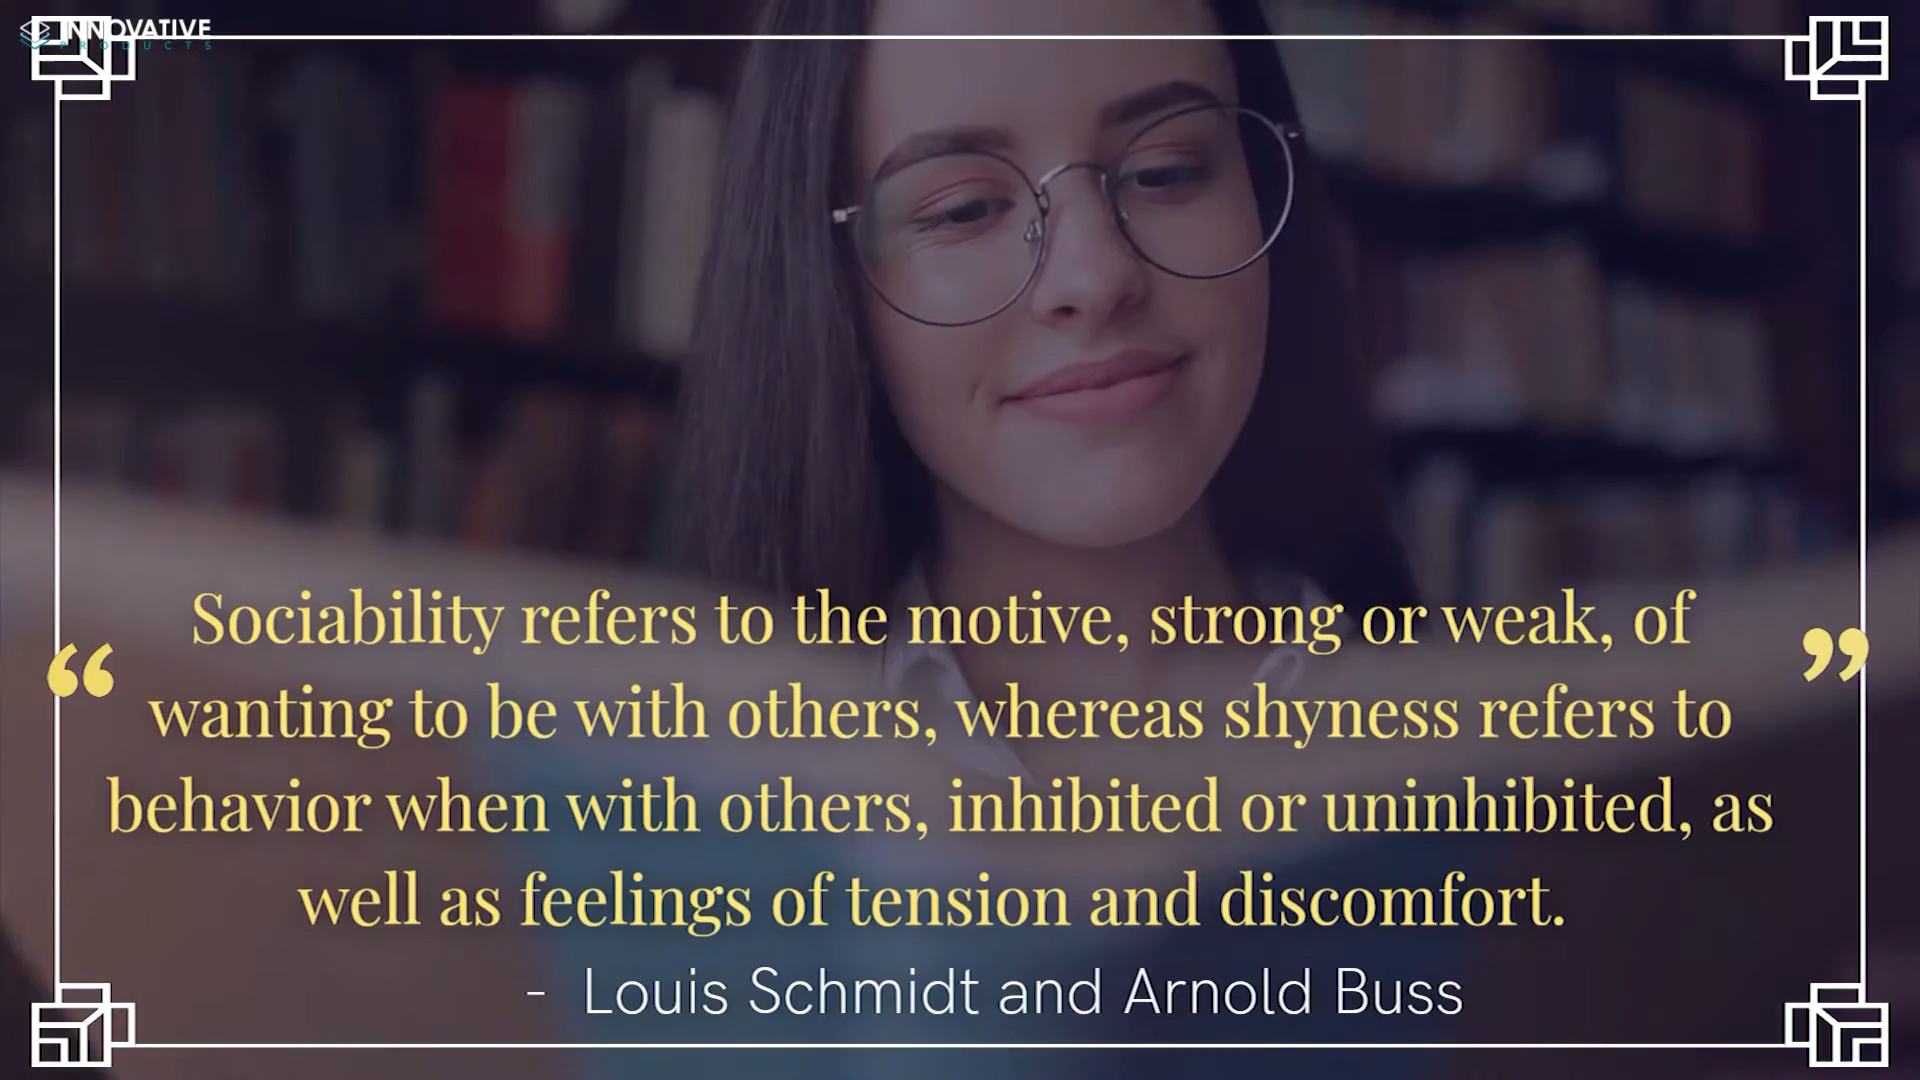 INNOVATIVE
PRODUCTS
“ Sociability refers to the motive, strong or weak, of
wanting to be with others, whereas shyness refers to
behavior when with others, inhibited or uninhibited, as
well as feelings of tension and discomfort. ”
- Louis Schmidt and Arnold Buss